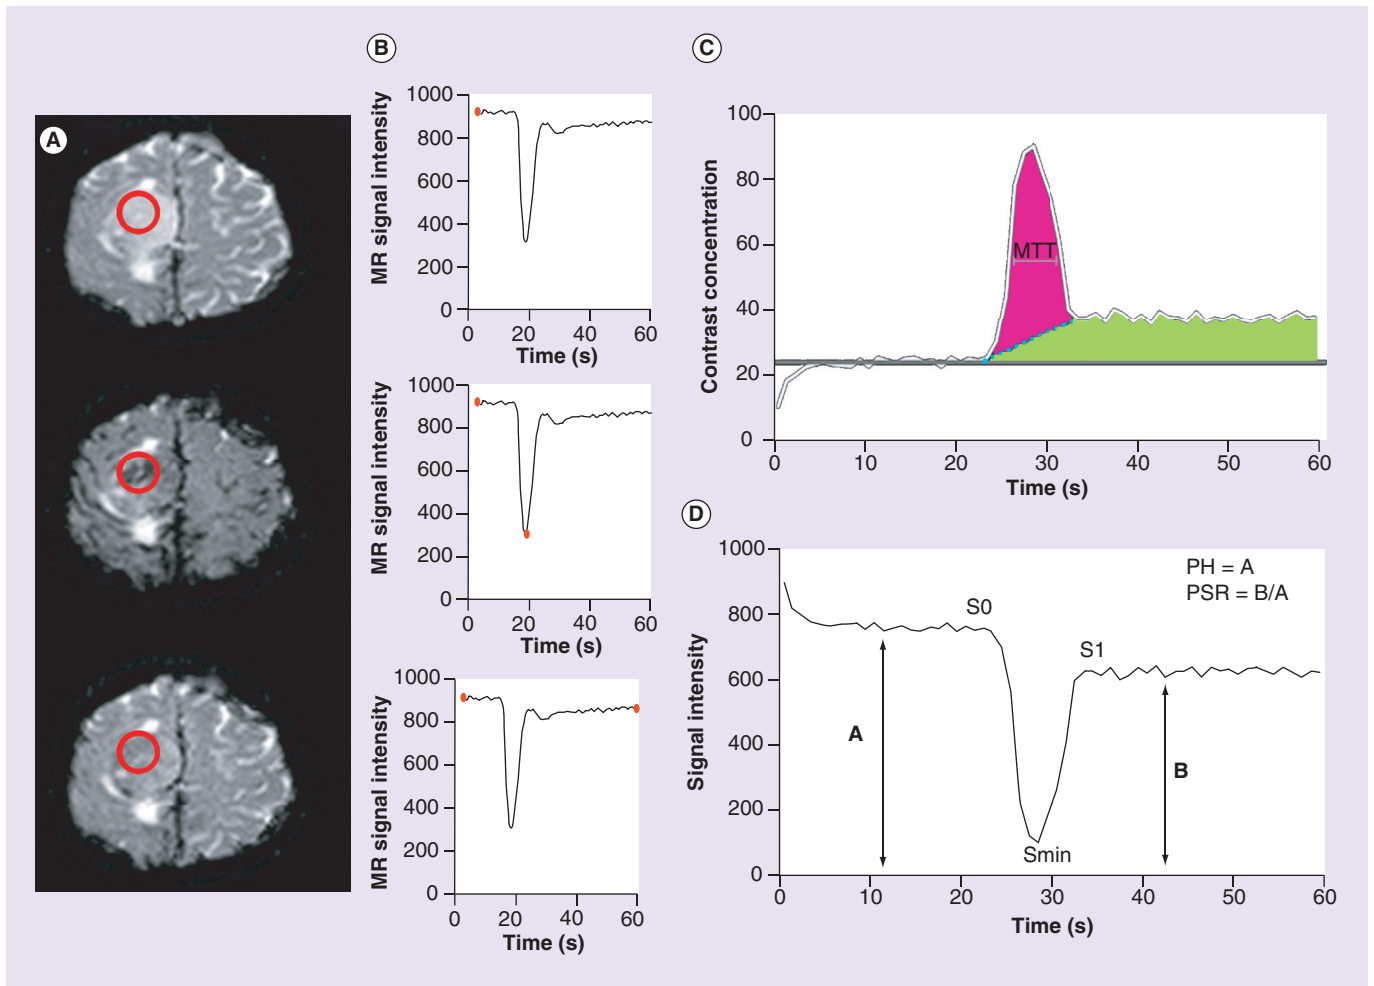 A
B
MR signal intensity
1000
800
600
400
200
0
0 20 40 60
Time (s)
MR signal intensity
1000
800
600
400
200
0
0 20 40 60
Time (s)
MR signal intensity
1000
800
600
400
200
0
0 20 40 60
Time (s)
C
Contrast concentration
100
80
60
40
20
0
MTT
0 10 20 30 40 50 60
Time (s)
D
Signal intensity
1000
800
600
400
200
0
PH = A
PSR = B/A
S0
S1
A
B
Smin
0 10 20 30 40 50 60
Time (s)